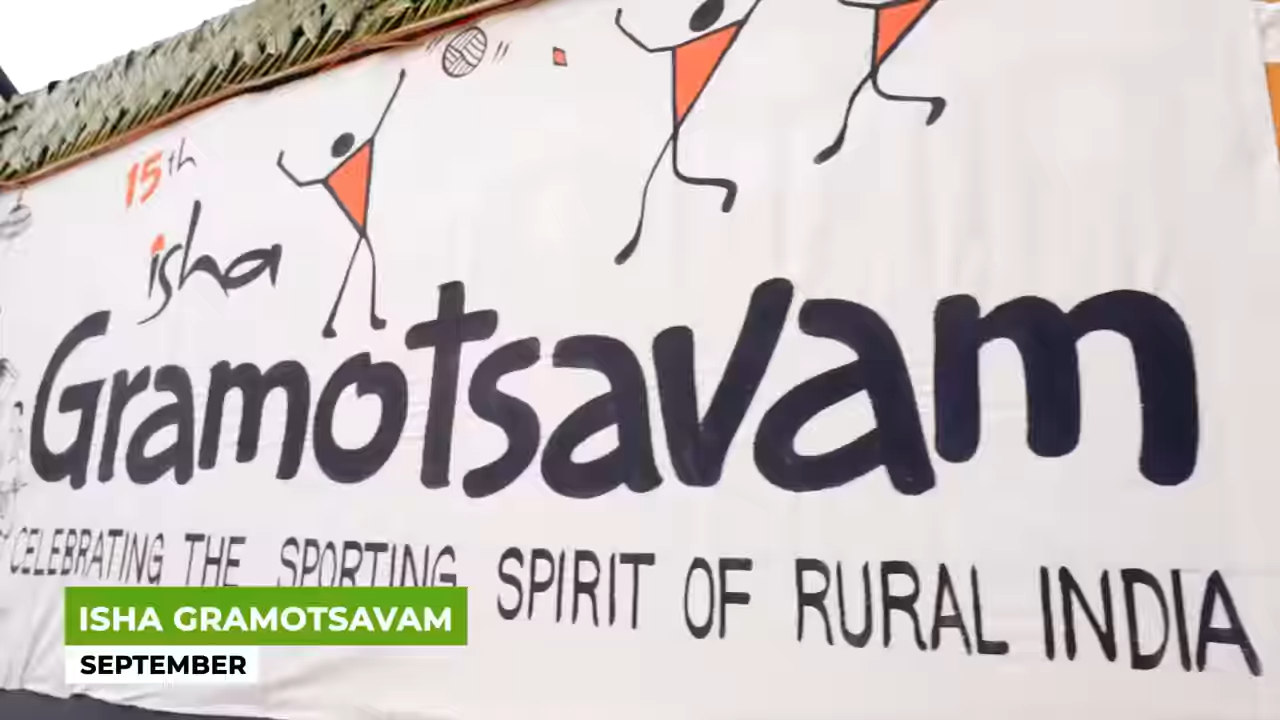 15th
isha
Gramotsavam
CELEBRATING THE SPORTING SPIRIT OF RURAL INDIA
ISHA GRAMOTSAVAM
SEPTEMBER